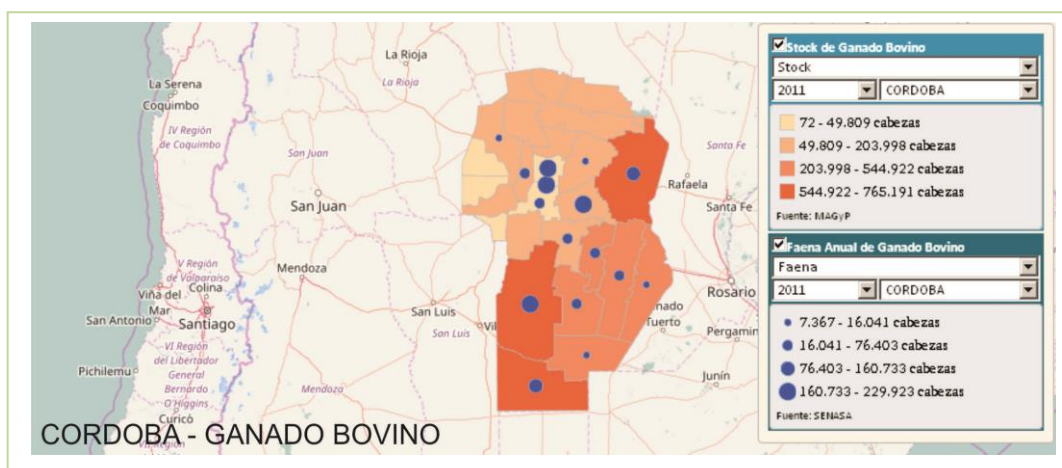 La Rioja
La Rioja
La Serena
Coquimbo
IV Región
de Coquimbo
San Juan
San Juan
Santa Fe
Rafaela
Santa Fe
V Región
de Valparaíso
Mendoza
Viña del
Mar
Colina
San Antonio
Santiago
San Luis
San Luis
Rosario
Pergamin
VI Región
del Libertador
General
Bernardo
O'Higgins
Pichilemu
Mendoza
Junín
Curicó
CORDOBA - GANADO BOVINO
Stock de Ganado Bovino
Stock
2011 CORDOBA
72 - 49.809 cabezas
49.809 - 203.998 cabezas
203.998 - 544.922 cabezas
544.922 - 765.191 cabezas
Fuente: MAGyP
Faena Anual de Ganado Bovino
Faena
2011 CORDOBA
7.367 - 16.041 cabezas
16.041 - 76.403 cabezas
76.403 - 160.733 cabezas
160.733 - 229.923 cabezas
Fuente: SENASA